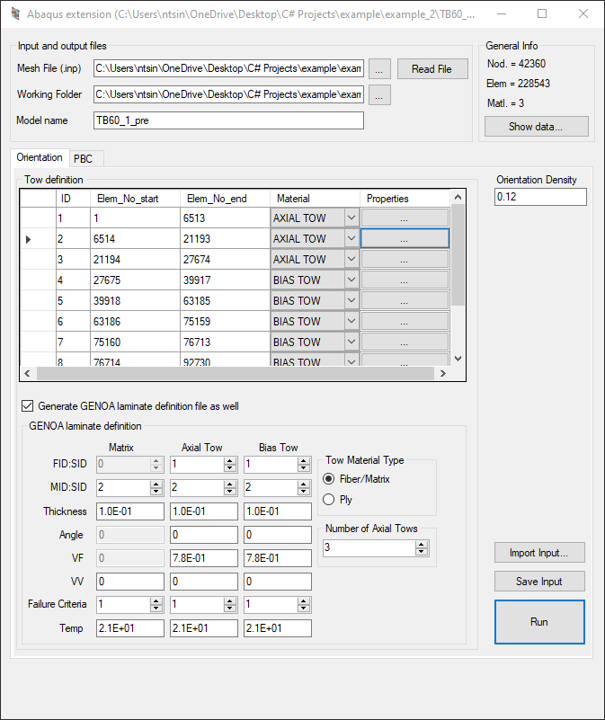 Abaqus extension (C:\Users\ntsin\OneDrive\Desktop\C# Projects\example\example_2\TB60_...
Input and output files
Mesh File (.inp) C:\Users\ntsin\OneDrive\Desktop\C# Projects\example\exam ... Read File
Working Folder C:\Users\ntsin\OneDrive\Desktop\C# Projects\example\exam ...
Model name TB60_1_pre
General Info
Nod. = 42360
Elem = 228543
Matl. = 3
Show data...
Orientation PBC
Tow definition
ID Elem_No_start Elem_No_end Material Properties
1 1 6513 AXIAL TOW ...
2 6514 21193 AXIAL TOW ...
3 21194 27674 AXIAL TOW ...
4 27675 39917 BIAS TOW ...
5 39918 63185 BIAS TOW ...
6 63186 75159 BIAS TOW ...
7 75160 76713 BIAS TOW ...
8 76714 92730 BIAS TOW ...
Orientation Density
0.12
Generate GENOA laminate definition file as well
GENOA laminate definition
Matrix Axial Tow Bias Tow
FID:SID 0 1 1
MID:SID 2 2 2
Thickness 1.0E-01 1.0E-01 1.0E-01
Angle 0 0 0
VF 0 7.8E-01 7.8E-01
VV 0 0 0
Failure Criteria 1 1 1
Temp 2.1E+01 2.1E+01 2.1E+01
Tow Material Type
Fiber/Matrix
Ply
Number of Axial Tows
3
Import Input...
Save Input
Run